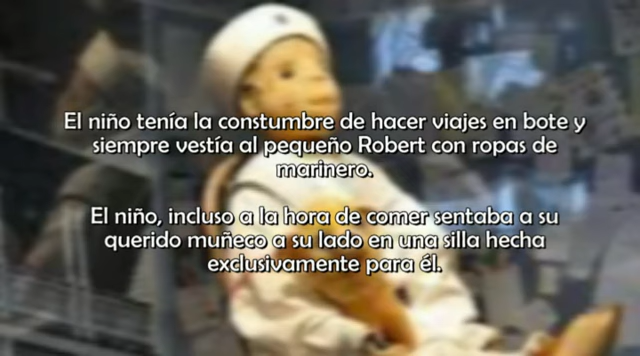 El niño tenía la constumbre de hacer viajes en bote y
siempre vestía al pequeño Robert con ropas de
marinero.
El niño, incluso a la hora de comer sentaba a su
querido muñeco a su lado en una silla hecha
exclusivamente para él.